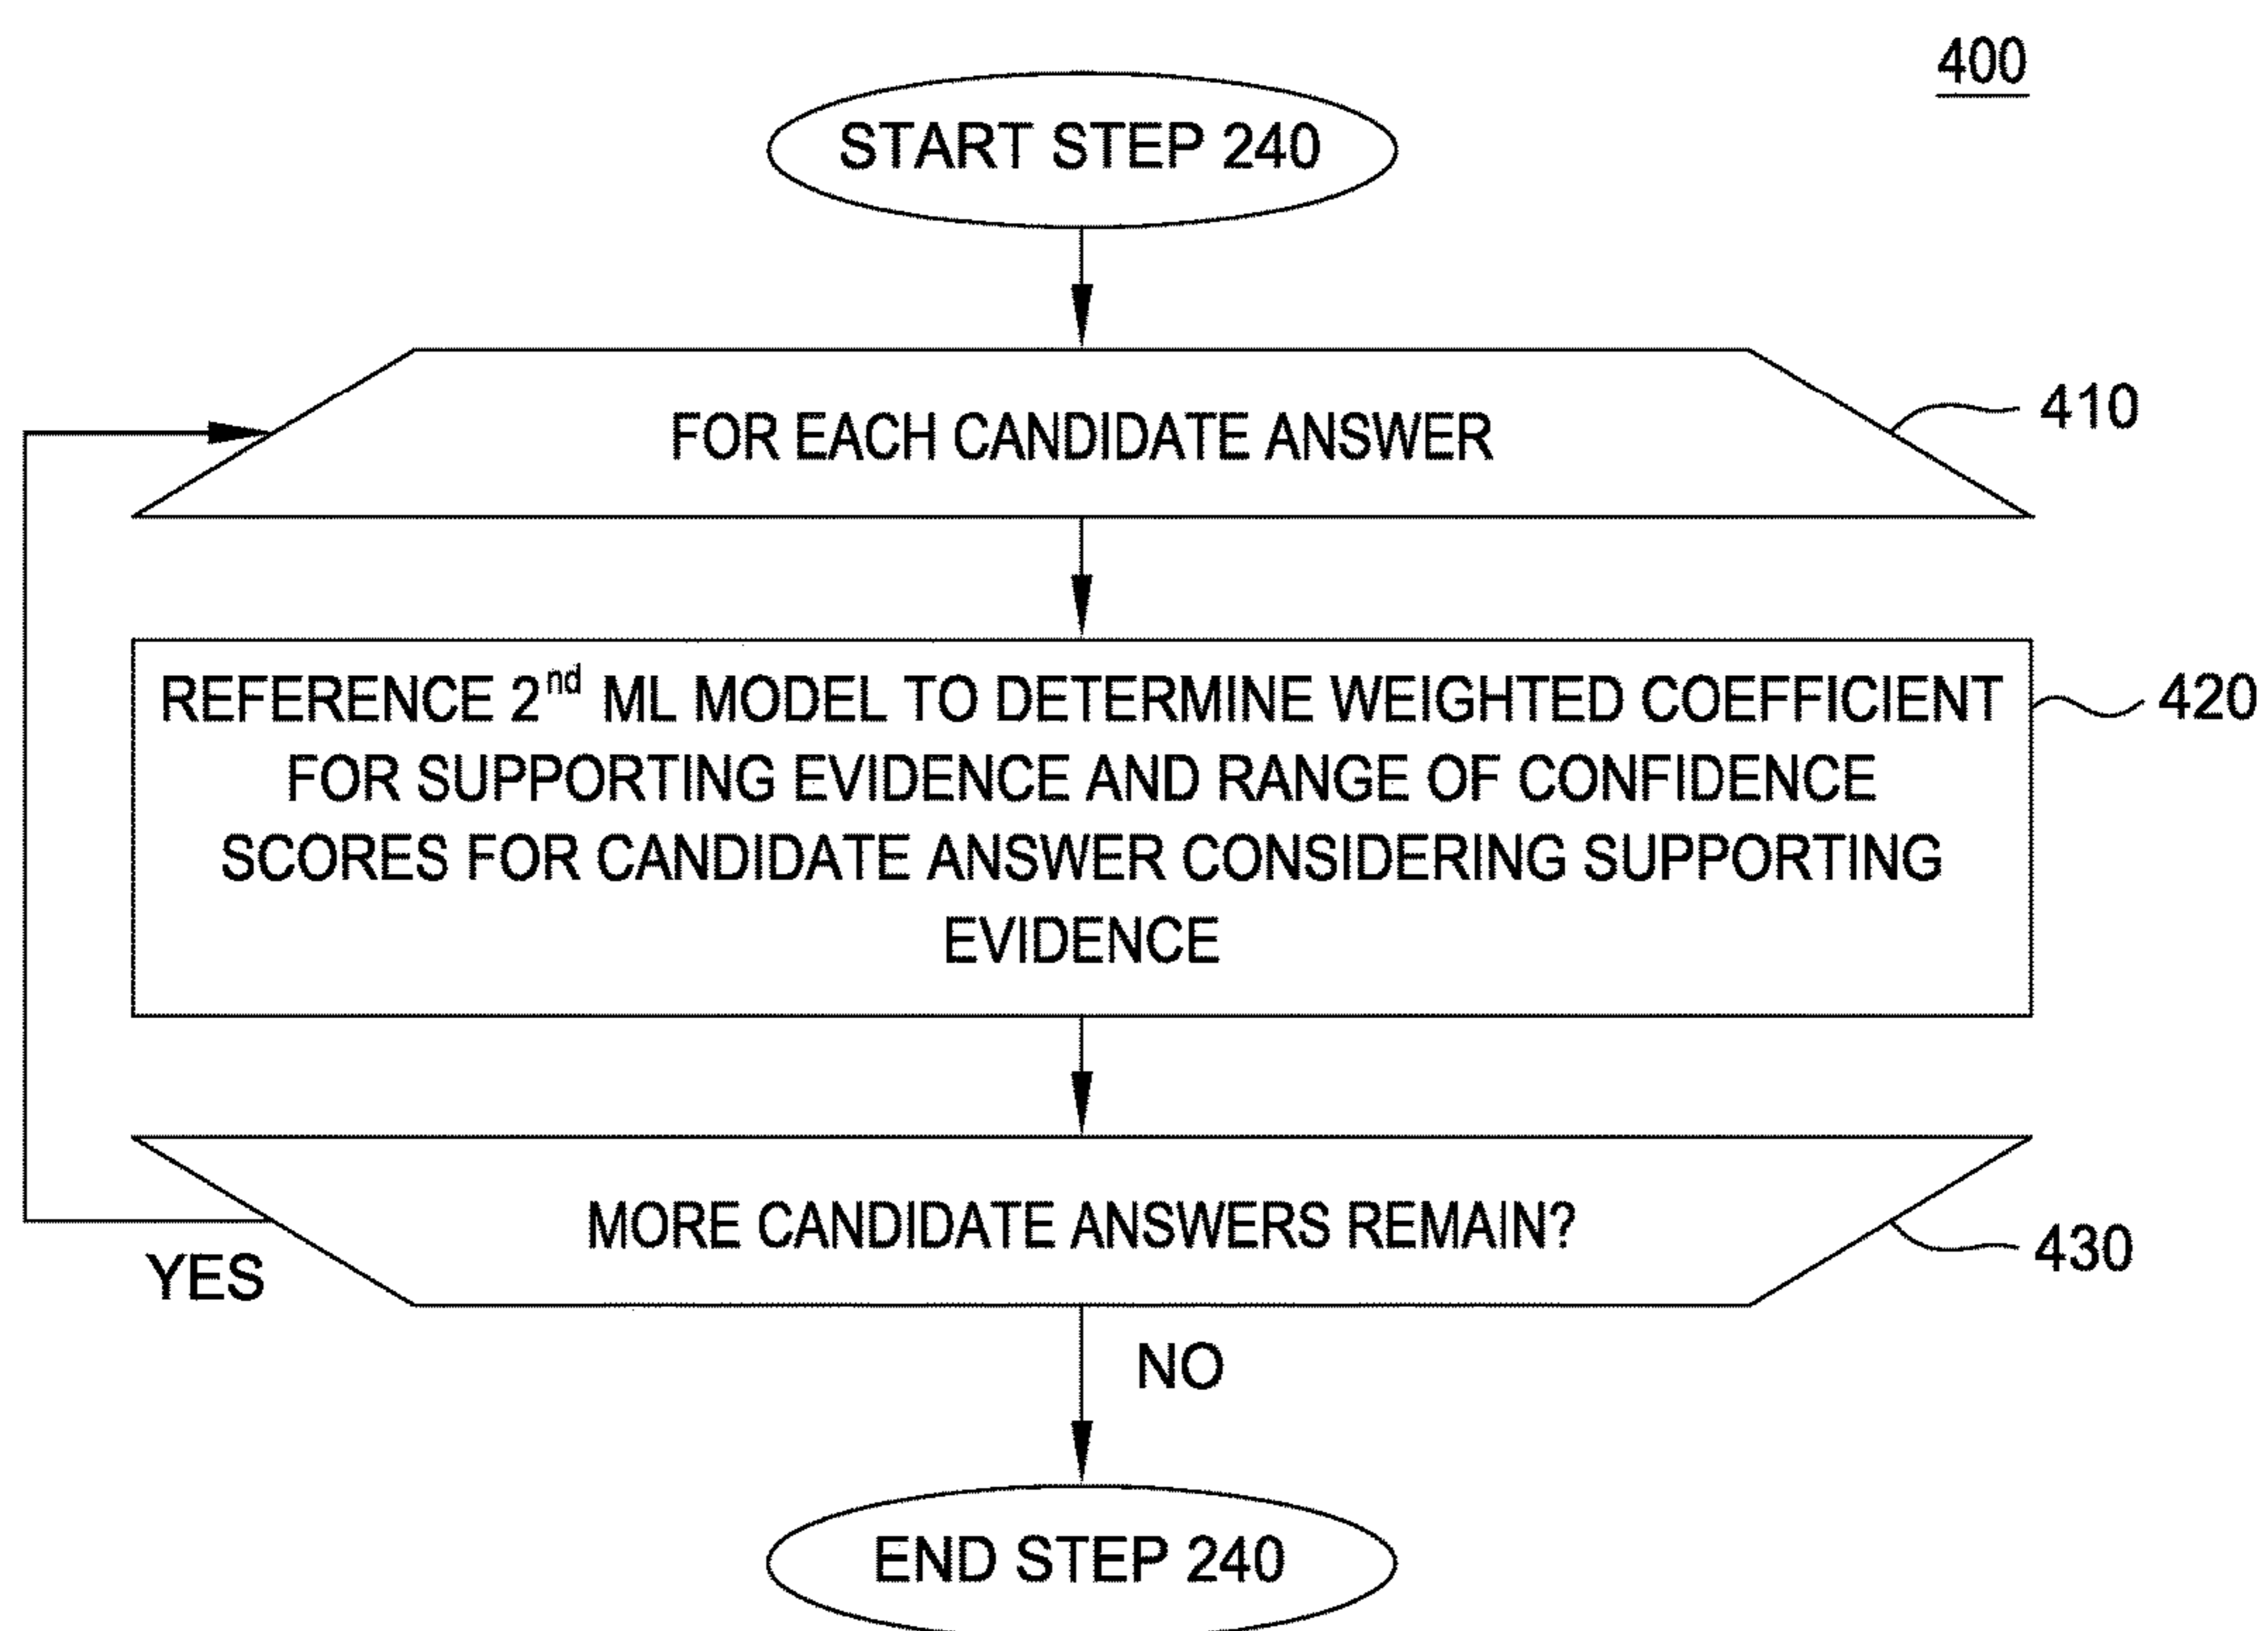 400
START STEP 240
FOR EACH CANDIDATE ANSWER
410
REFERENCE 2nd ML MODEL TO DETERMINE WEIGHTED COEFFICIENT
FOR SUPPORTING EVIDENCE AND RANGE OF CONFIDENCE
SCORES FOR CANDIDATE ANSWER CONSIDERING SUPPORTING
EVIDENCE
420
MORE CANDIDATE ANSWERS REMAIN?
430
YES
NO
END STEP 240